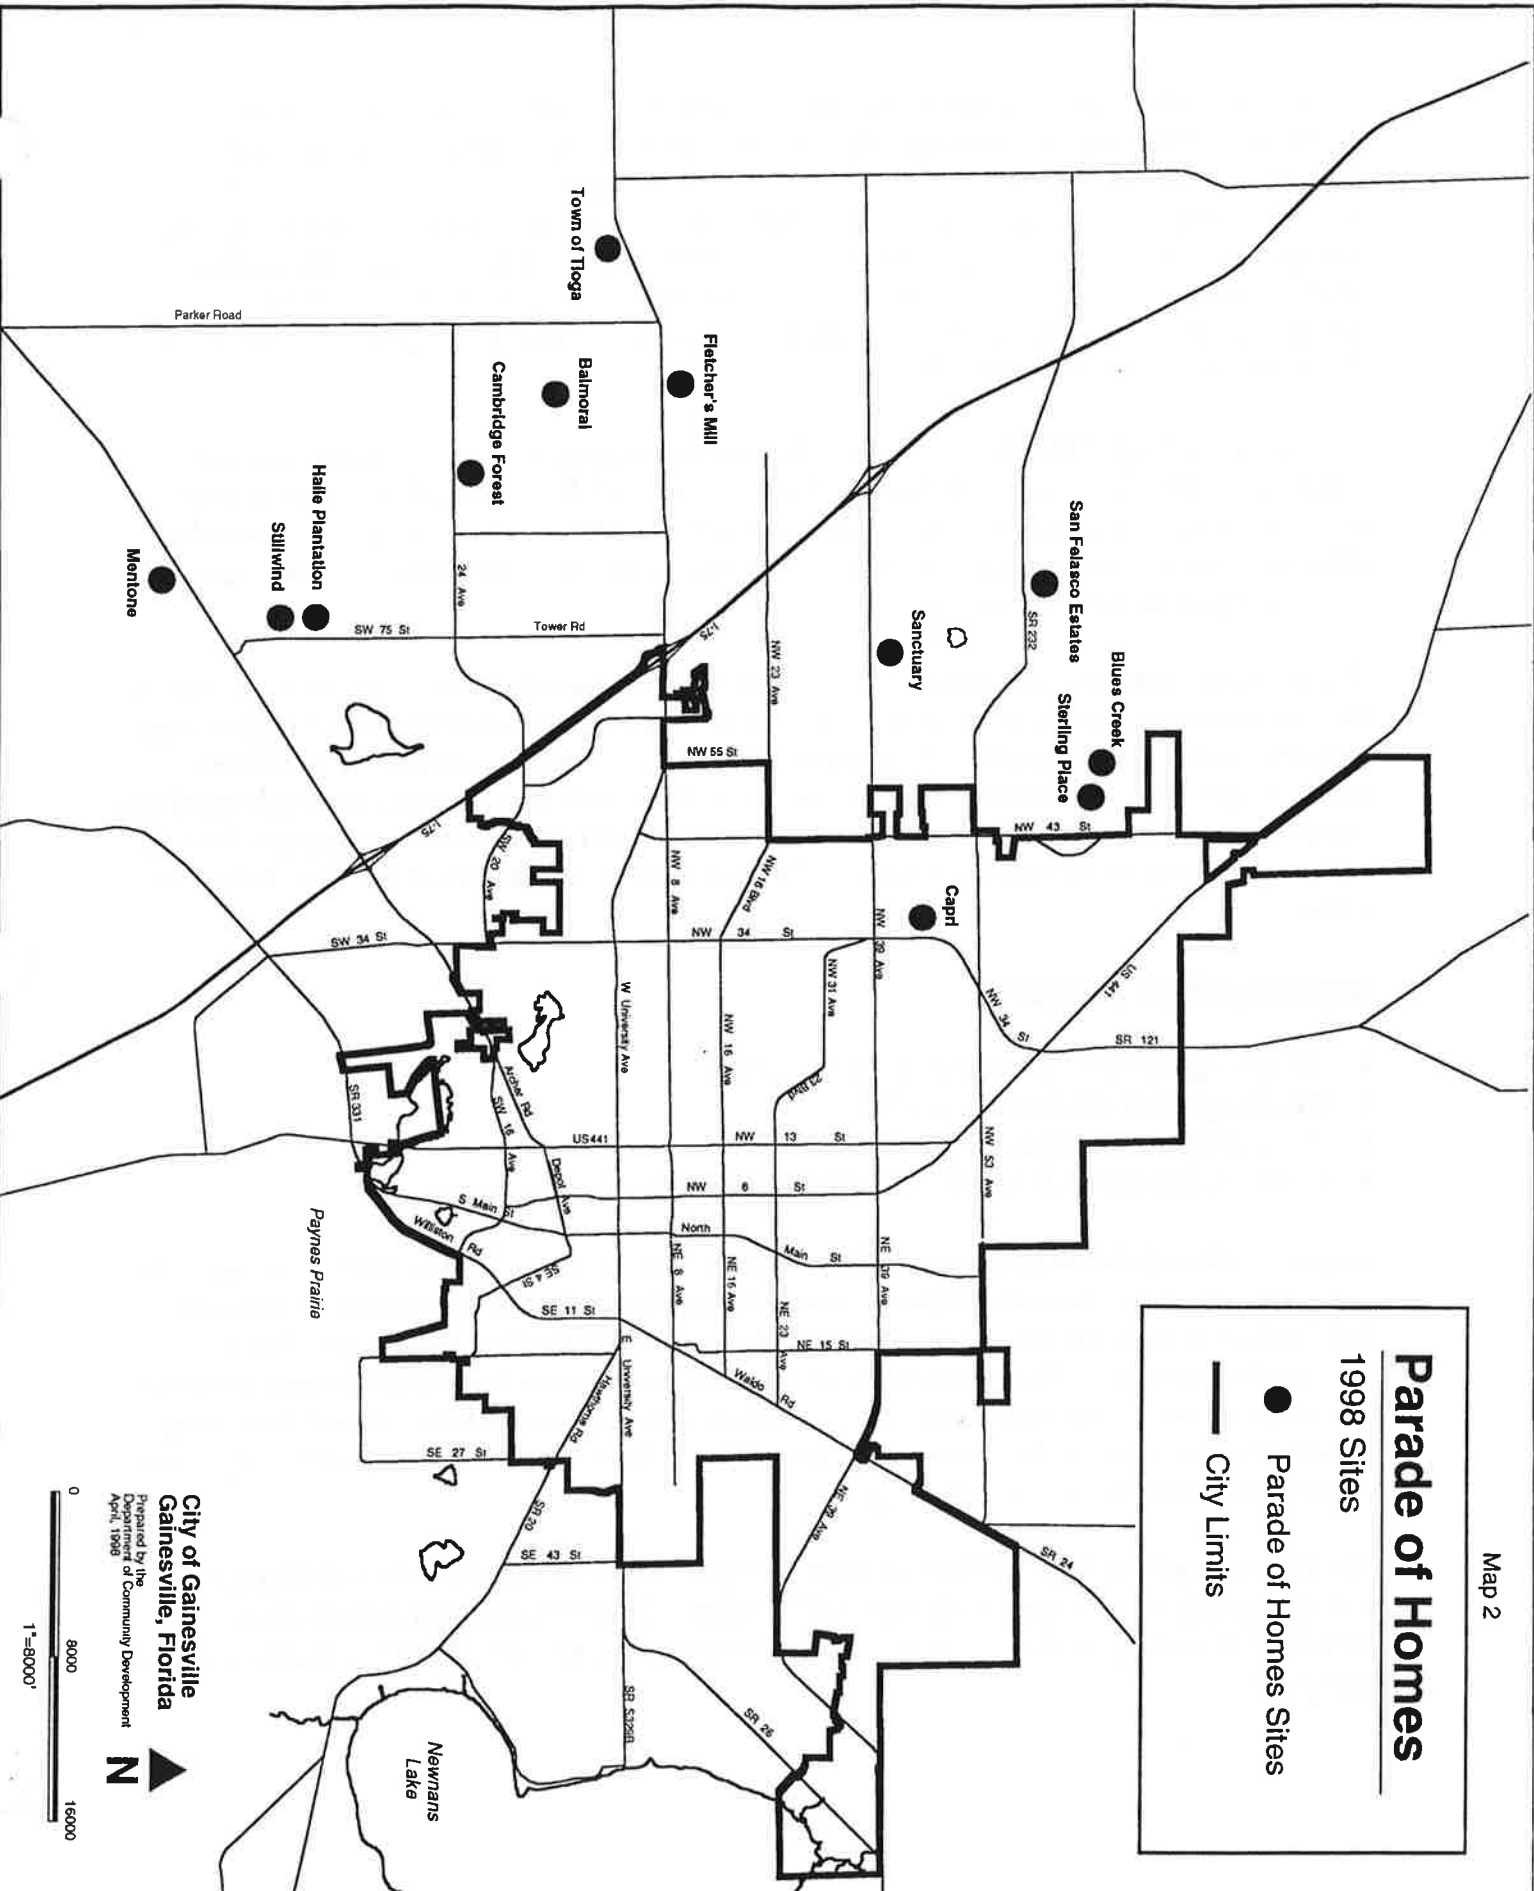 Map 2
Parade of Homes
1998 Sites
Parade of Homes Sites
City Limits
Blues Creek
Sterling Place
San Felasco Estates
Sanctuary
Capri
Fletcher's Mill
Town of Tioga
Balmoral
Cambridge Forest
Haile Plantation
Stillwind
Mentone
Parker Road
24 Ave
SW 75 St
Tower Rd
I-75
NW 23 Ave
SR 232
NW 55 St
NW 43 St
I-75
SW 20 Ave
NW 8 Ave
NW 16 Blvd
NW 39 Ave
SW 34 St
NW 34 St
NW 31 Ave
NW 34 St
US 441
SR 121
W University Ave
NW 16 Ave
23 Blvd
Archer Rd
SW 16 Ave
SR 331
US441
NW 13 St
NW 53 Ave
Depot Ave
NW 6 St
S Main St
Williston Rd
North Main St
NE 8 Ave
NE 16 Ave
NE 39 Ave
SE 4 St
SE 11 St
NE 23 Ave
NE 15 St
E University Ave
Waldo Rd
Hawthorne Rd
SE 27 St
SR 20
NE 39 Ave
SE 43 St
SR 24
SR S329B
SR 26
Paynes Prairie
Newnans
Lake
City of Gainesville
Gainesville, Florida
Prepared by the
Department of Community Development
April, 1998
N
0 8000 16000
1"=8000'